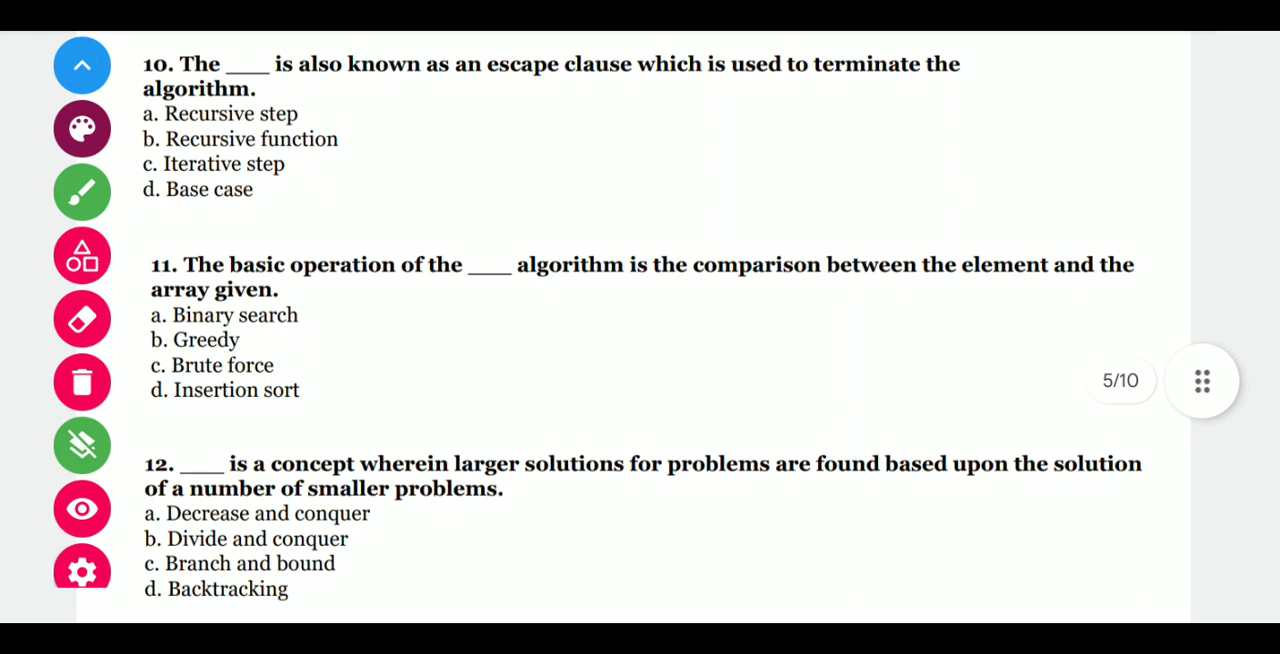 10. The ____ is also known as an escape clause which is used to terminate the
algorithm.
a. Recursive step
b. Recursive function
c. Iterative step
d. Base case
11. The basic operation of the ____ algorithm is the comparison between the element and the
array given.
a. Binary search
b. Greedy
c. Brute force
d. Insertion sort
5/10
12. ____ is a concept wherein larger solutions for problems are found based upon the solution
of a number of smaller problems.
a. Decrease and conquer
b. Divide and conquer
c. Branch and bound
d. Backtracking